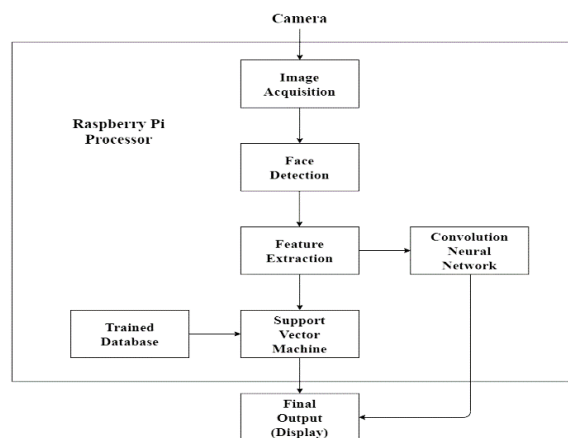 Camera
Image
Acquisition
Raspberry Pi
Processor
Face
Detection
Feature
Extraction
Convolution
Neural
Network
Trained
Database
Support
Vector
Machine
Final
Output
(Display)